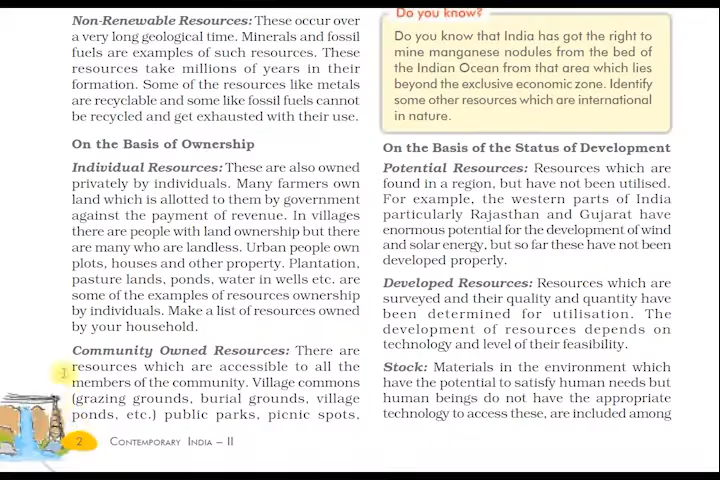 Non-Renewable Resources: These occur over
a very long geological time. Minerals and fossil
fuels are examples of such resources. These
resources take millions of years in their
formation. Some of the resources like metals
are recyclable and some like fossil fuels cannot
be recycled and get exhausted with their use.
On the Basis of Ownership
Individual Resources: These are also owned
privately by individuals. Many farmers own
land which is allotted to them by government
against the payment of revenue. In villages
there are people with land ownership but there
are many who are landless. Urban people own
plots, houses and other property. Plantation,
pasture lands, ponds, water in wells etc. are
some of the examples of resources ownership
by individuals. Make a list of resources owned
by your household.
Community Owned Resources: There are
resources which are accessible to all the
members of the community. Village commons
(grazing grounds, burial grounds, village
ponds, etc.) public parks, picnic spots,
Do you know?
Do you know that India has got the right to
mine manganese nodules from the bed of
the Indian Ocean from that area which lies
beyond the exclusive economic zone. Identify
some other resources which are international
in nature.
On the Basis of the Status of Development
Potential Resources: Resources which are
found in a region, but have not been utilised.
For example, the western parts of India
particularly Rajasthan and Gujarat have
enormous potential for the development of wind
and solar energy, but so far these have not been
developed properly.
Developed Resources: Resources which are
surveyed and their quality and quantity have
been determined for utilisation. The
development of resources depends on
technology and level of their feasibility.
Stock: Materials in the environment which
have the potential to satisfy human needs but
human beings do not have the appropriate
technology to access these, are included among
2 Contemporary India – II